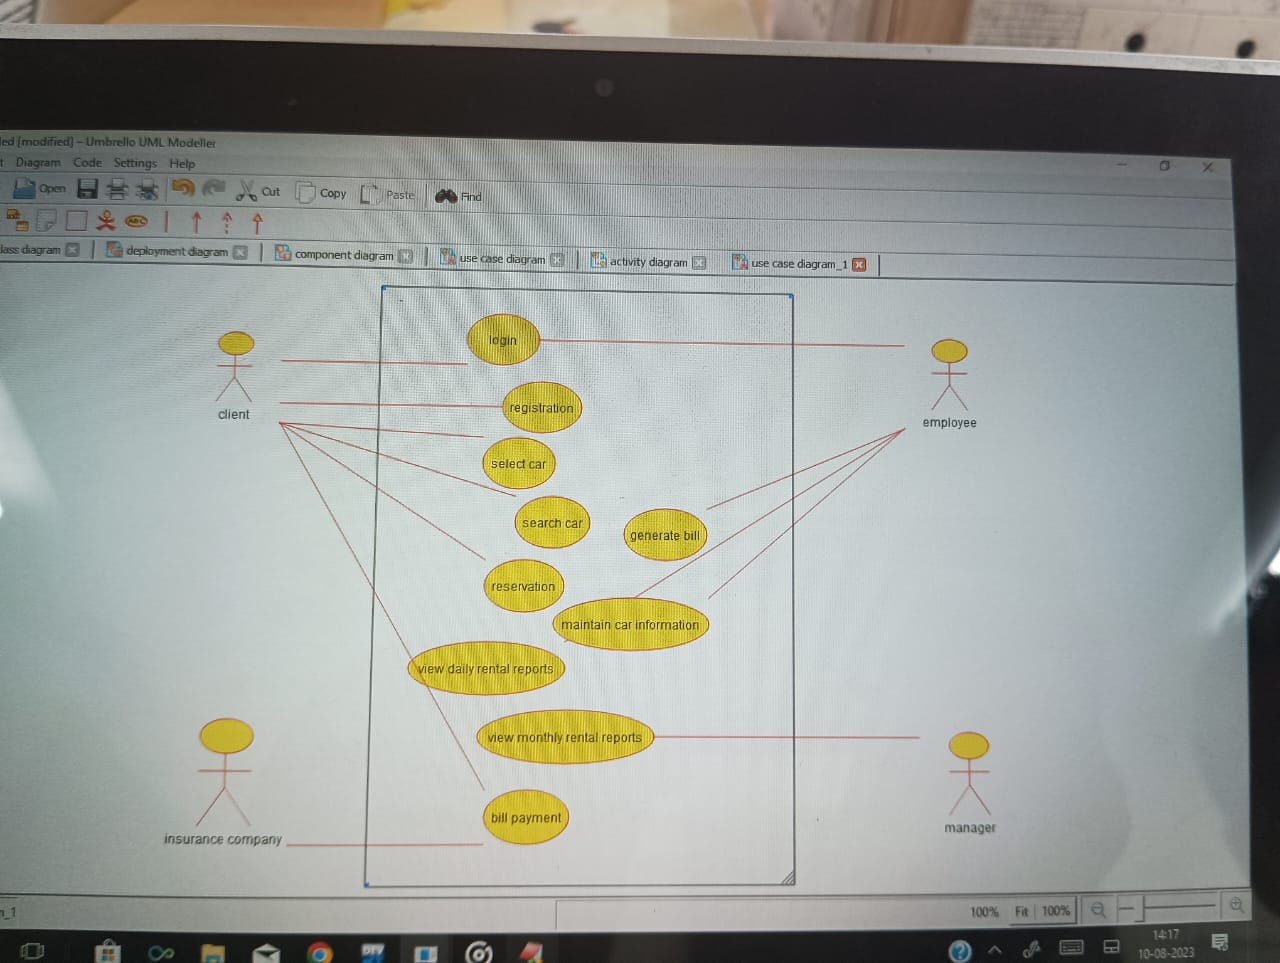 led [modified] – Umbrello UML Modeller
t Diagram Code Settings Help
Open Cut Copy Paste Find
ABC
lass diagram deployment diagram component diagram use case diagram activity diagram use case diagram_1
login
client
registration
employee
select car
search car
generate bill
reservation
maintain car information
view daily rental reports
view monthly rental reports
bill payment
manager
insurance company
_1
100% Fit 100%
14:17
10-08-2023